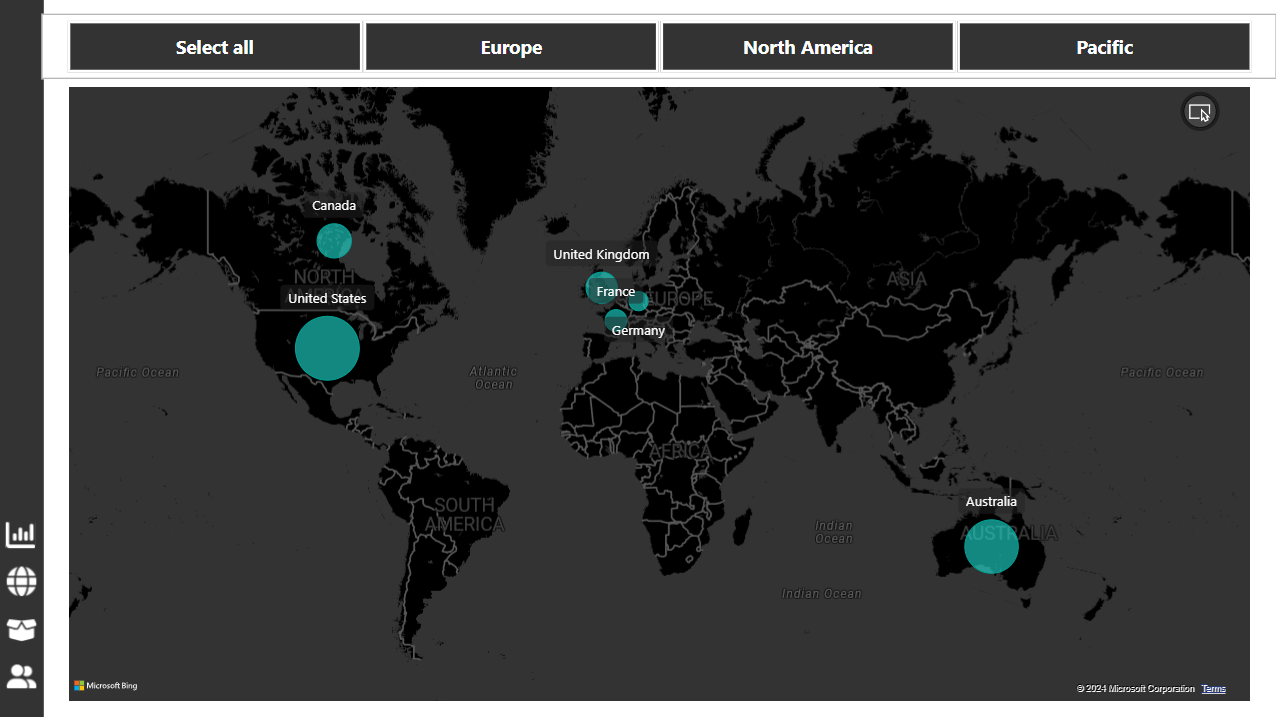 Select all
Europe
North America
Pacific
Canada
United Kingdom
NORTH
AMERICA
United States
France
EUROPE
Germany
ASIA
Pacific Ocean
Atlantic
Ocean
Pacific Ocean
AFRICA
SOUTH
AMERICA
Australia
AUSTRALIA
Indian
Ocean
Indian Ocean
Microsoft Bing
© 2024 Microsoft Corporation Terms